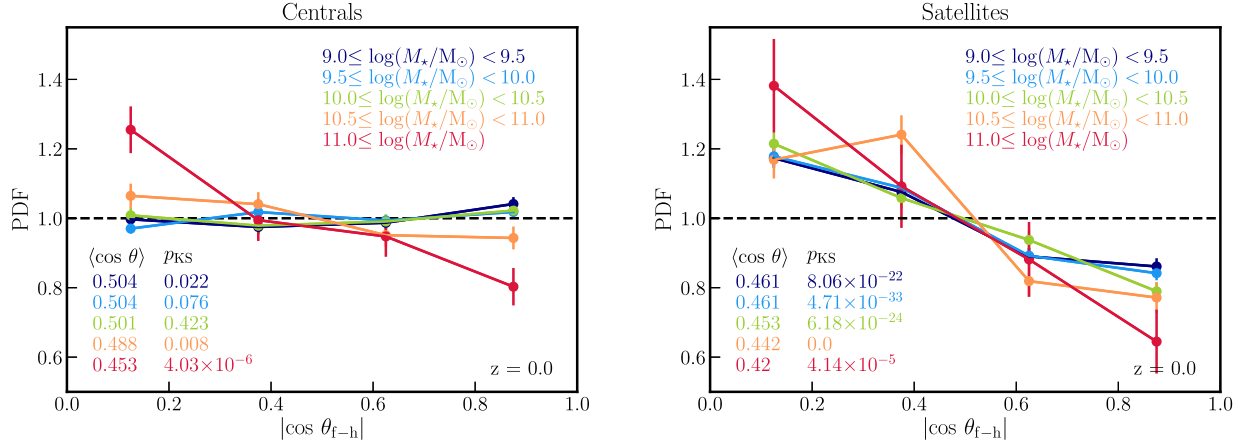 Centrals
PDF
1.4
1.2
1.0
0.8
0.6
9.0≤ log(M⋆/M⊙) < 9.5
9.5≤ log(M⋆/M⊙) < 10.0
10.0≤ log(M⋆/M⊙) < 10.5
10.5≤ log(M⋆/M⊙) < 11.0
11.0≤ log(M⋆/M⊙)
⟨cos θ⟩ pKS
0.504 0.022
0.504 0.076
0.501 0.423
0.488 0.008
0.453 4.03×10⁻⁶
z = 0.0
0.0 0.2 0.4 0.6 0.8 1.0
|cos θf−h|
Satellites
PDF
1.4
1.2
1.0
0.8
0.6
9.0≤ log(M⋆/M⊙) < 9.5
9.5≤ log(M⋆/M⊙) < 10.0
10.0≤ log(M⋆/M⊙) < 10.5
10.5≤ log(M⋆/M⊙) < 11.0
11.0≤ log(M⋆/M⊙)
⟨cos θ⟩ pKS
0.461 8.06×10⁻²²
0.461 4.71×10⁻³³
0.453 6.18×10⁻²⁴
0.442 0.0
0.42 4.14×10⁻⁵
z = 0.0
0.0 0.2 0.4 0.6 0.8 1.0
|cos θf−h|